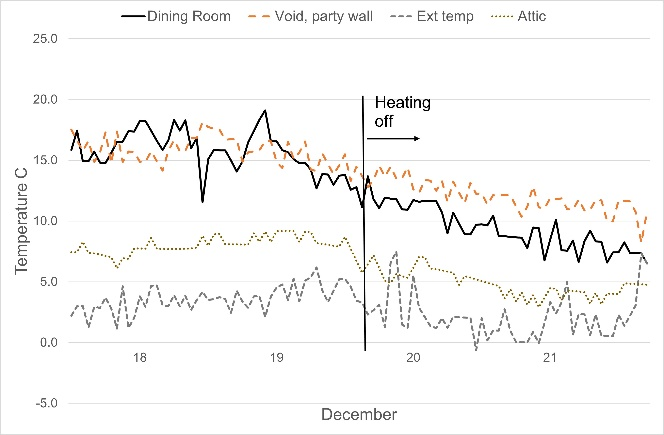 Dining Room Void, party wall Ext temp Attic
25.0
20.0
15.0
10.0
5.0
0.0
-5.0
Temperature C
Heating
off
18 19 20 21
December